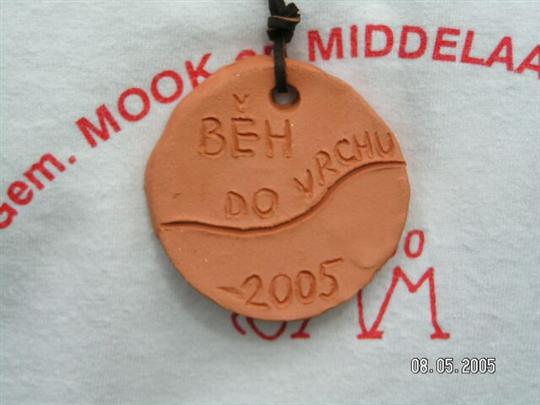 Gem. MOOK en MIDDELAA
BĚH
DO VRCHU
-2005
08.05.2005